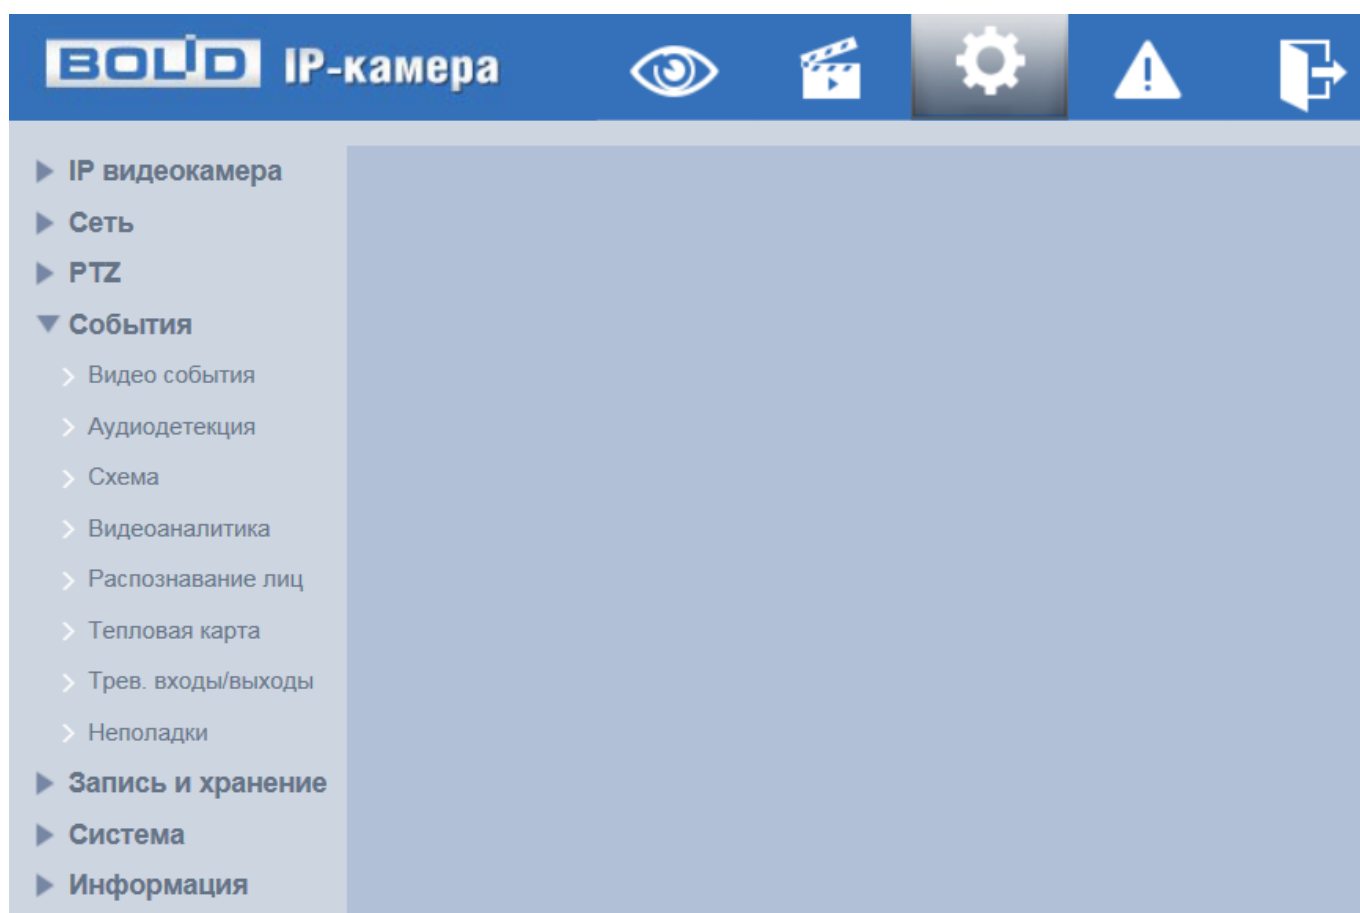 BOLID IP-камера
IP видеокамера
Сеть
PTZ
События
Видео события
Аудиодетекция
Схема
Видеоаналитика
Распознавание лиц
Тепловая карта
Трев. входы/выходы
Неполадки
Запись и хранение
Система
Информация